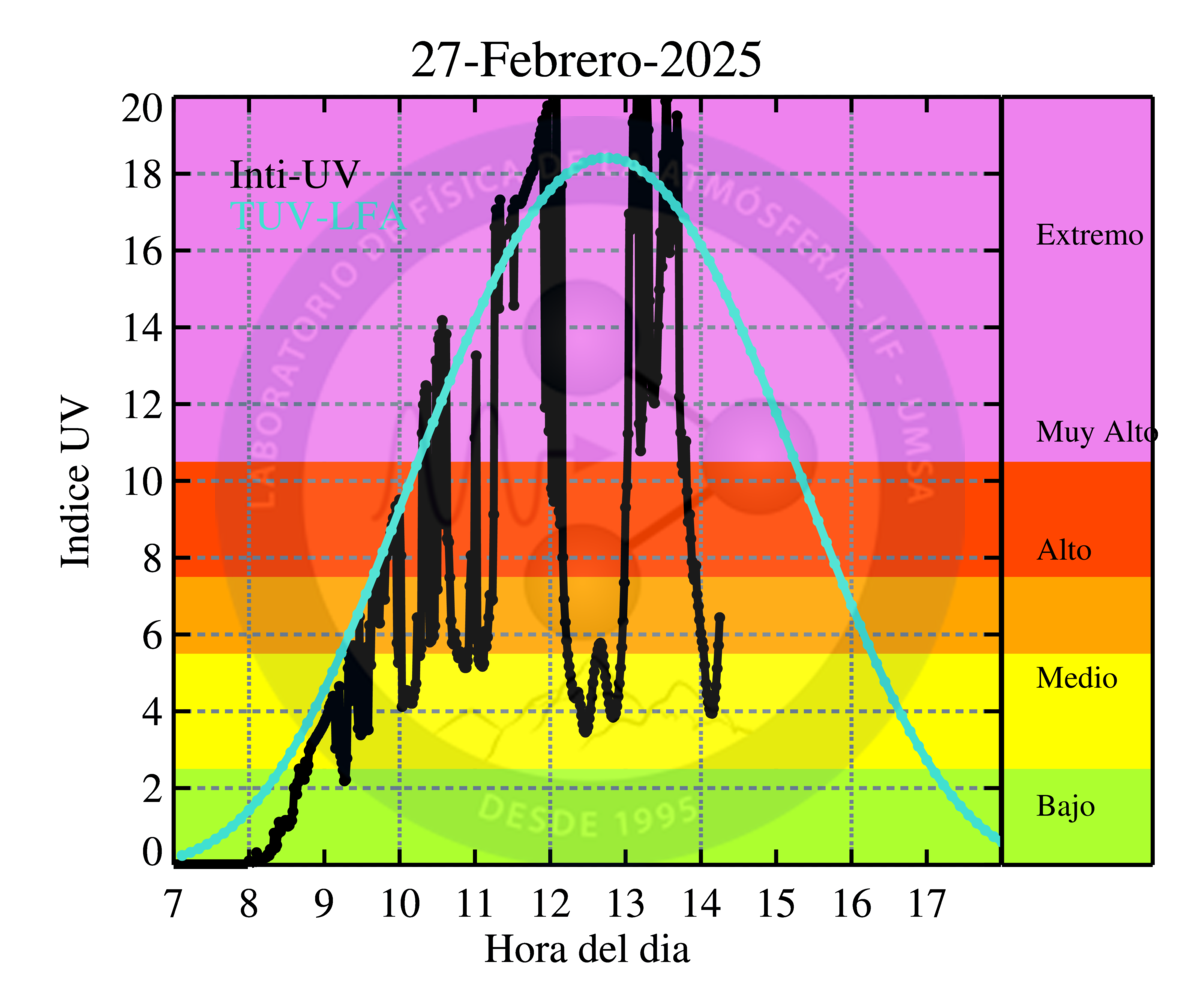 27-Febrero-2025
Indice UV
20
18
16
14
12
10
8
6
4
2
0
Inti-UV
TUV-LFA
LABORATORIO DE FÍSICA DE LA ATMÓSFERA - IIF - UMSA
DESDE 1995
Extremo
Muy Alto
Alto
Medio
Bajo
7 8 9 10 11 12 13 14 15 16 17
Hora del dia